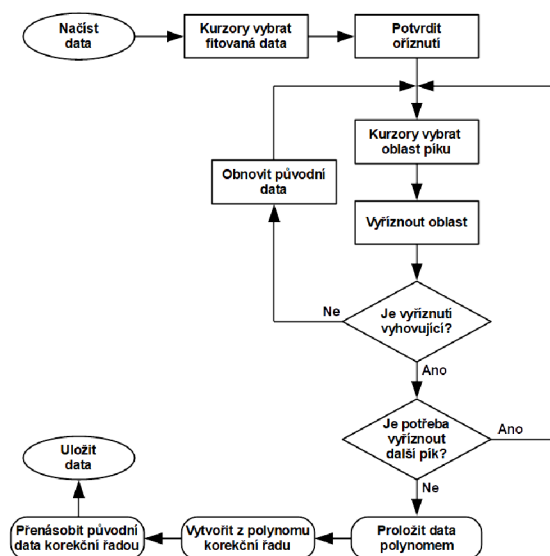 Načíst
data
Kurzory vybrat
fitovaná data
Potvrdit
oříznutí
Kurzory vybrat
oblast píku
Obnovit původní
data
Vyříznout oblast
Ne
Je vyříznutí
vyhovující?
Ano
Je potřeba
vyříznout
další pík?
Ano
Uložit
data
Ne
Přenásobit původní
data korekční řadou
Vytvořit z polynomu
korekční řadu
Proložit data
polynomem